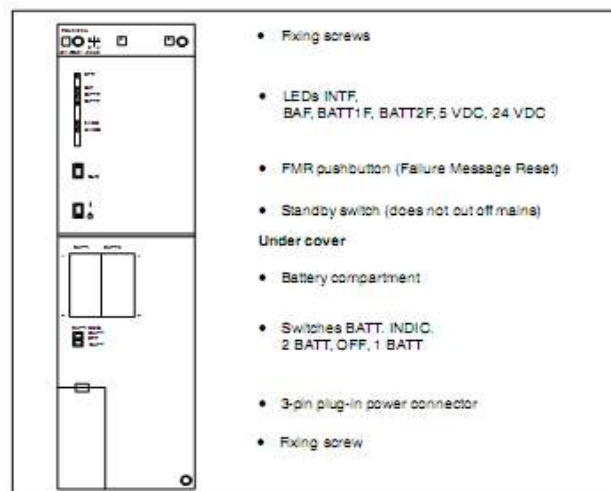 Fixing screws
LEDs INTF,
BAF, BATT1F, BATT2F, 5 VDC, 24 VDC
FMR pushbutton (Failure Message Reset)
Standby switch (does not cut off mains)
Under cover
Battery compartment
Switches BATT. INDIC.
2 BATT, OFF, 1 BATT
3-pin plug-in power connector
Fixing screw